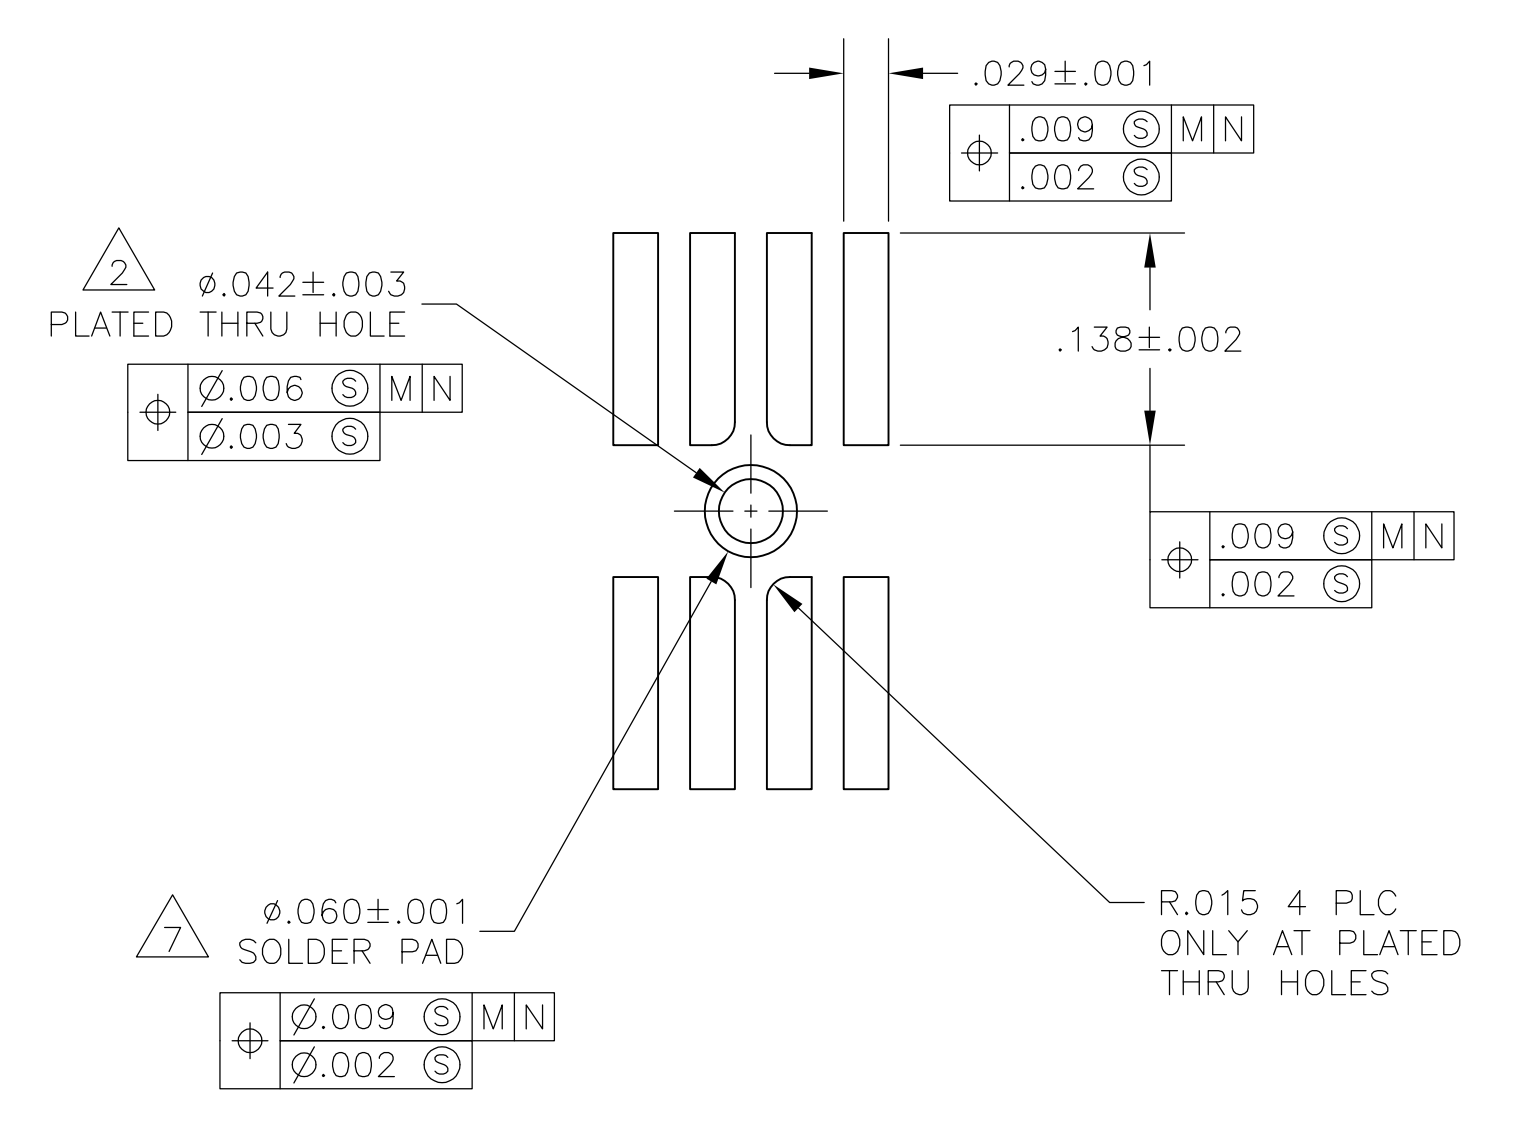 .029±.001
⌖ .009 Ⓢ M N
.002 Ⓢ
2
⌀.042±.003
PLATED THRU HOLE
⌖ ⌀.006 Ⓢ M N
⌀.003 Ⓢ
.138±.002
⌖ .009 Ⓢ M N
.002 Ⓢ
7
⌀.060±.001
SOLDER PAD
⌖ ⌀.009 Ⓢ M N
⌀.002 Ⓢ
R.015 4 PLC
ONLY AT PLATED
THRU HOLES